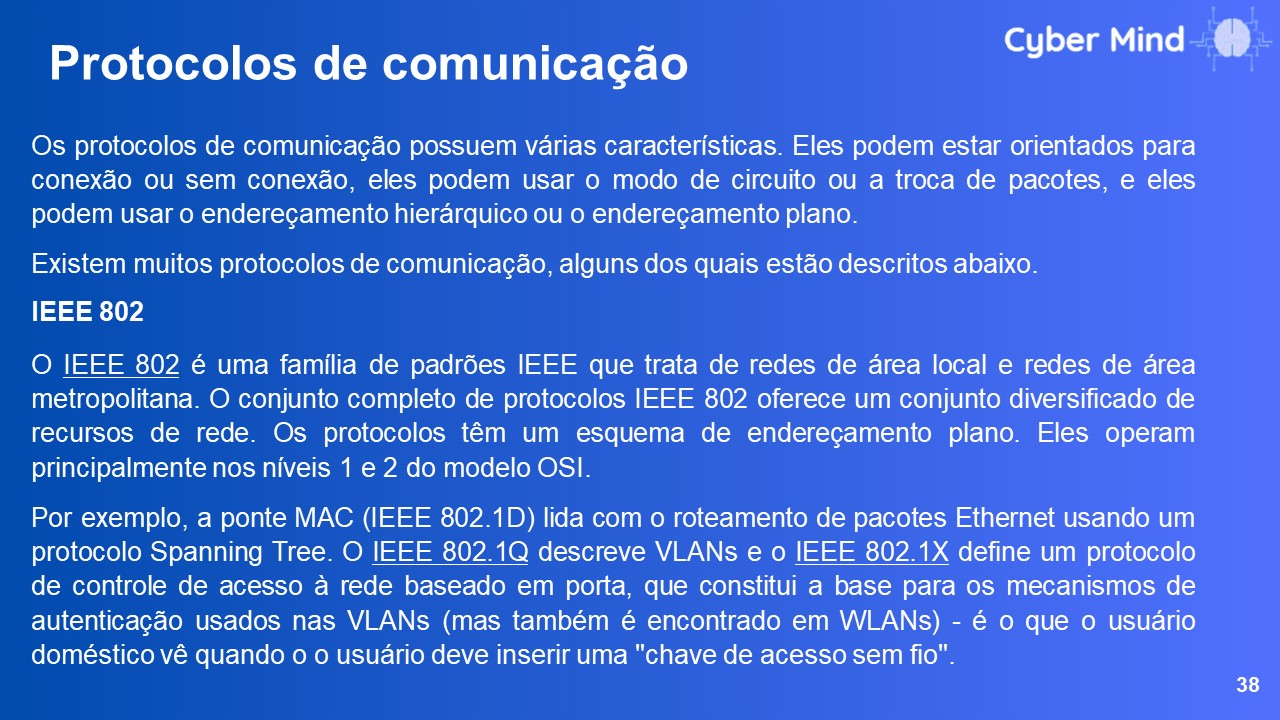 Protocolos de comunicação
Cyber Mind
Os protocolos de comunicação possuem várias características. Eles podem estar orientados para
conexão ou sem conexão, eles podem usar o modo de circuito ou a troca de pacotes, e eles
podem usar o endereçamento hierárquico ou o endereçamento plano.
Existem muitos protocolos de comunicação, alguns dos quais estão descritos abaixo.
IEEE 802
O IEEE 802 é uma família de padrões IEEE que trata de redes de área local e redes de área
metropolitana. O conjunto completo de protocolos IEEE 802 oferece um conjunto diversificado de
recursos de rede. Os protocolos têm um esquema de endereçamento plano. Eles operam
principalmente nos níveis 1 e 2 do modelo OSI.
Por exemplo, a ponte MAC (IEEE 802.1D) lida com o roteamento de pacotes Ethernet usando um
protocolo Spanning Tree. O IEEE 802.1Q descreve VLANs e o IEEE 802.1X define um protocolo
de controle de acesso à rede baseado em porta, que constitui a base para os mecanismos de
autenticação usados nas VLANs (mas também é encontrado em WLANs) - é o que o usuário
doméstico vê quando o o usuário deve inserir uma "chave de acesso sem fio".
38